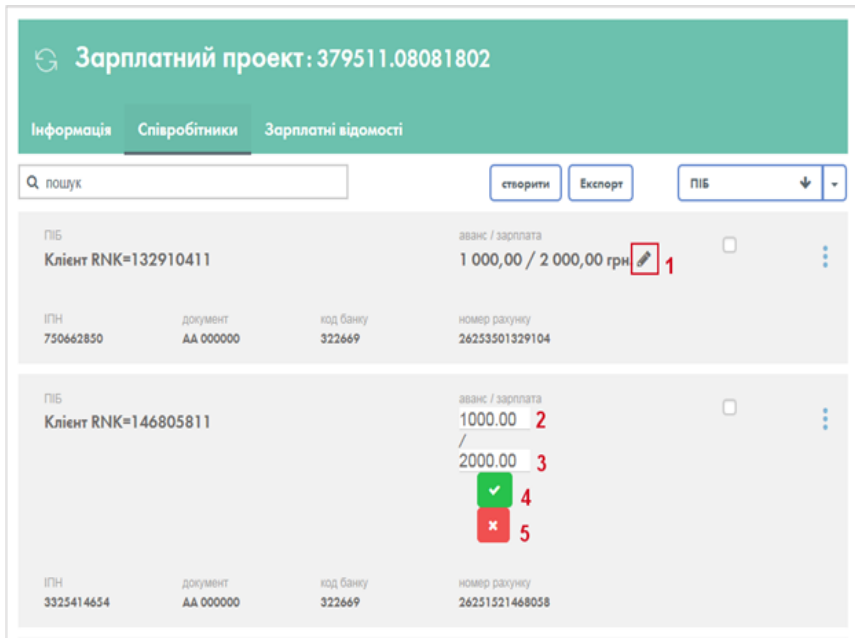 Зарплатний проект: 379511.08081802
Інформація Співробітники Зарплатні відомості
пошук створити Експорт ПІБ
ПІБ аванс / зарплата
Клієнт RNK=132910411 1 000,00 / 2 000,00 грн 1
ІПН документ код банку номер рахунку
750662850 АА 000000 322669 26253501329104
ПІБ аванс / зарплата
Клієнт RNK=146805811 1000.00 2
/
2000.00 3
4
5
ІПН документ код банку номер рахунку
3325414654 АА 000000 322669 26251521468058